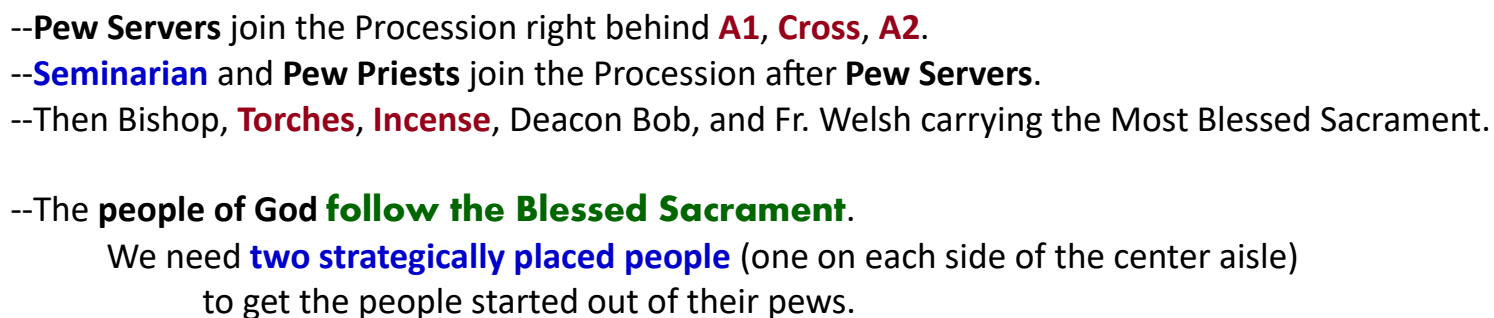 --Pew Servers join the Procession right behind A1, Cross, A2.
--Seminarian and Pew Priests join the Procession after Pew Servers.
--Then Bishop, Torches, Incense, Deacon Bob, and Fr. Welsh carrying the Most Blessed Sacrament.
--The people of God follow the Blessed Sacrament.
We need two strategically placed people (one on each side of the center aisle)
to get the people started out of their pews.